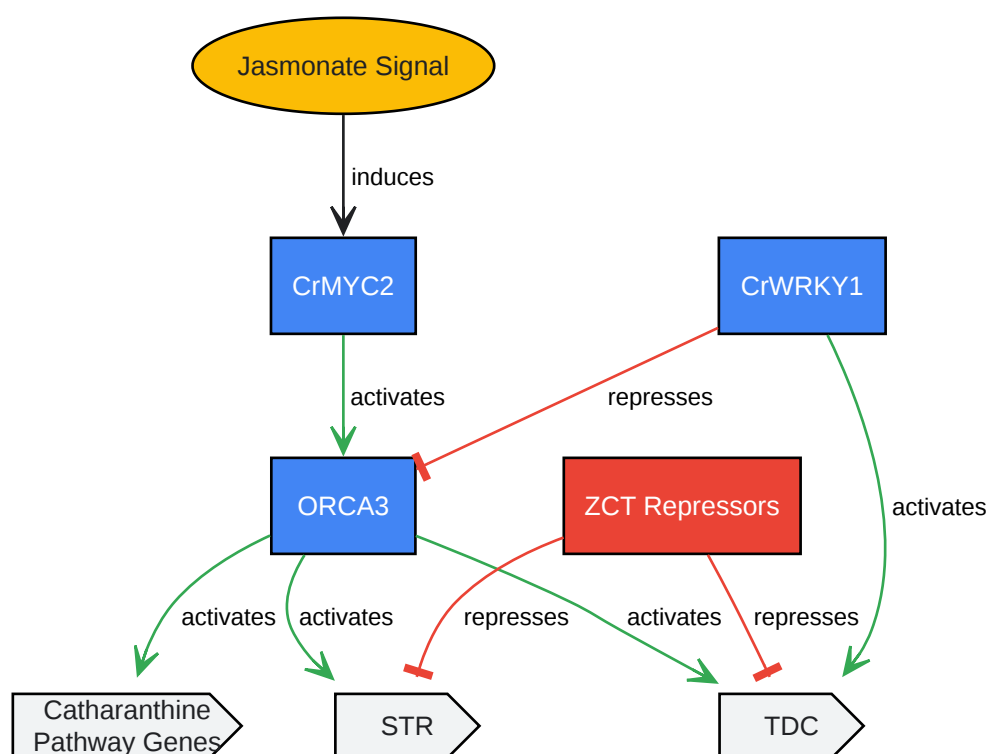 Jasmonate Signal
induces
CrMYC2
CrWRKY1
activates
represses
ORCA3
ZCT Repressors
activates
activates
activates
represses
activates
represses
Catharanthine
Pathway Genes
STR
TDC